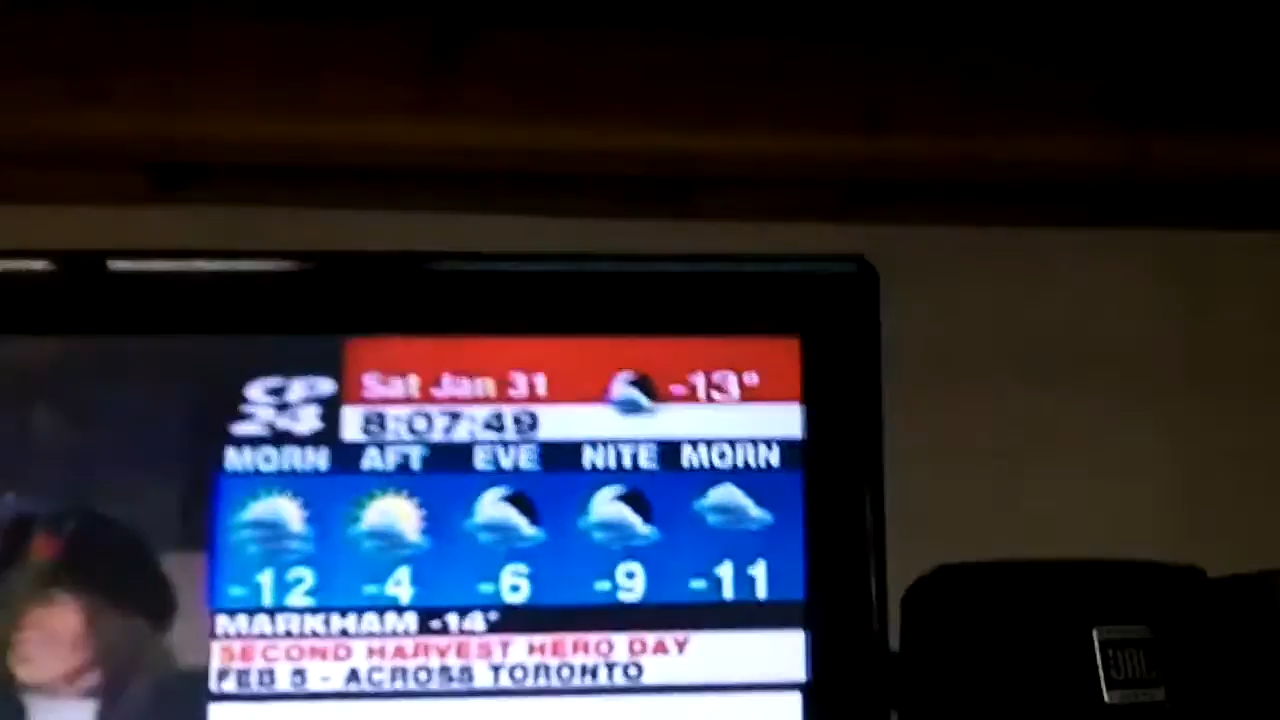 CP
24
Sat Jan 31
-13°
8:07:49
MORN AFT EVE NITE MORN
-12 -4 -6 -9 -11
MARKHAM -14°
SECOND HARVEST HERO DAY
FEB 5 - ACROSS TORONTO
JBL